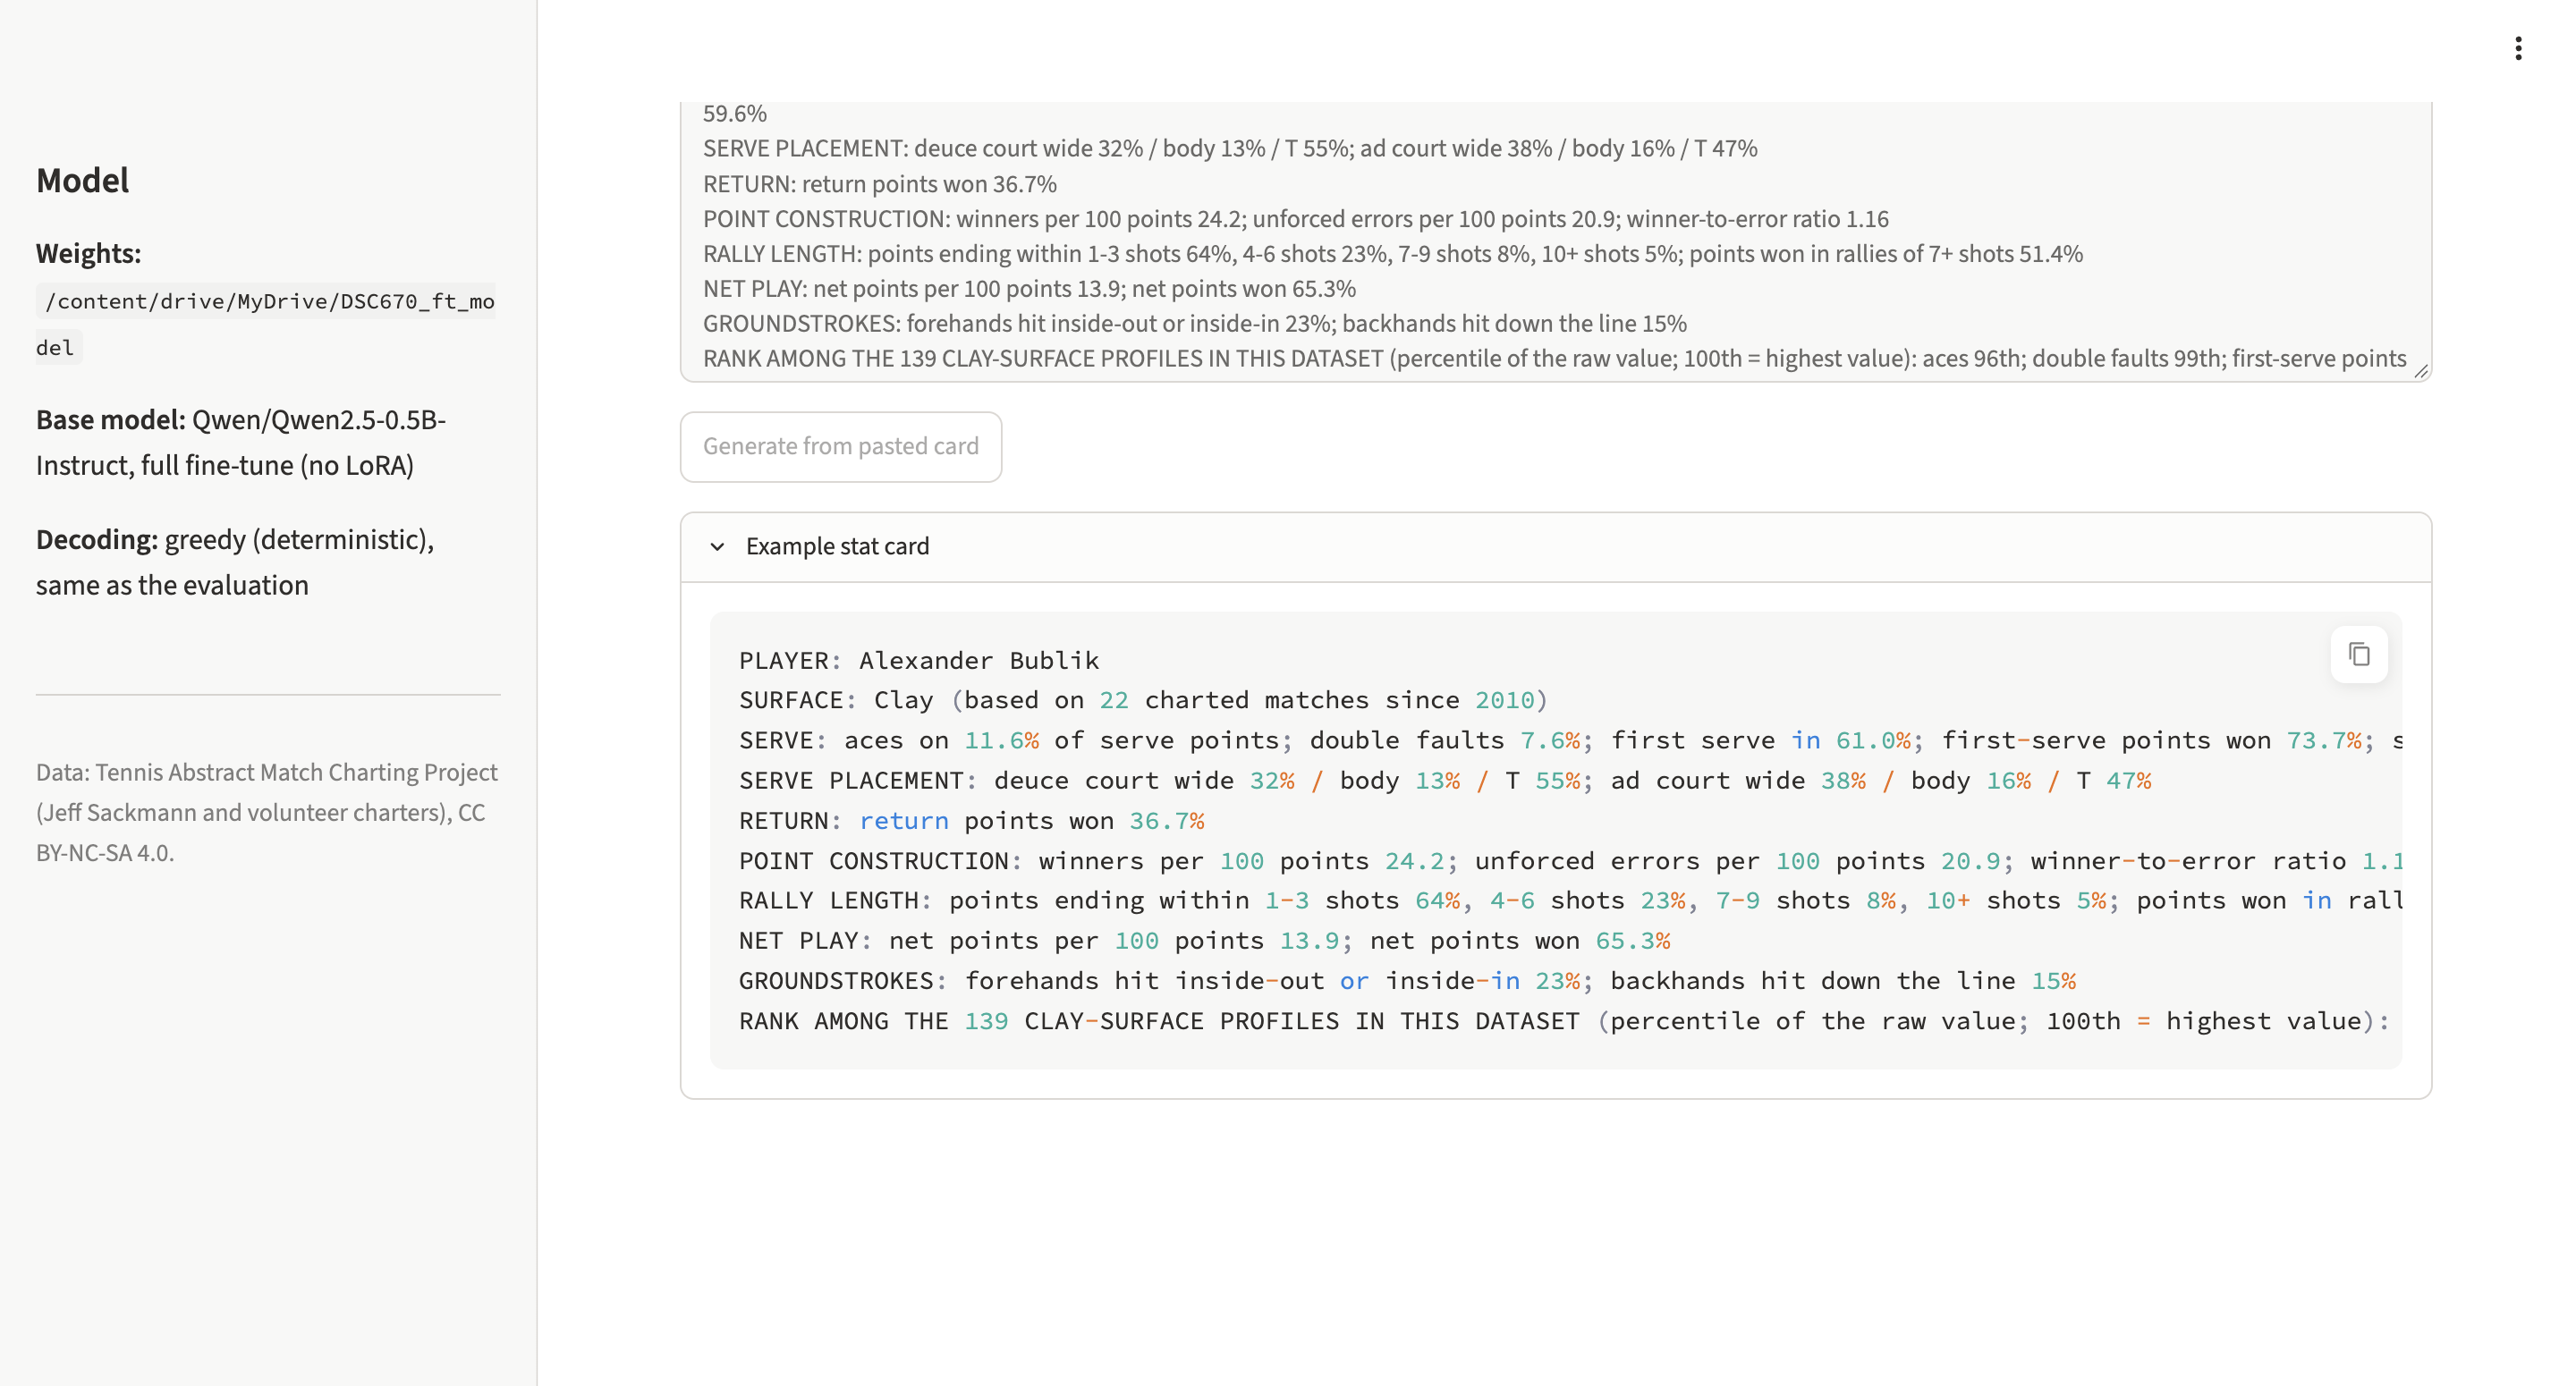 Model
Weights:
/content/drive/MyDrive/DSC670_ft_mo
del
Base model: Qwen/Qwen2.5-0.5B-
Instruct, full fine-tune (no LoRA)
Decoding: greedy (deterministic),
same as the evaluation
Data: Tennis Abstract Match Charting Project
(Jeff Sackmann and volunteer charters), CC
BY-NC-SA 4.0.
59.6%
SERVE PLACEMENT: deuce court wide 32% / body 13% / T 55%; ad court wide 38% / body 16% / T 47%
RETURN: return points won 36.7%
POINT CONSTRUCTION: winners per 100 points 24.2; unforced errors per 100 points 20.9; winner-to-error ratio 1.16
RALLY LENGTH: points ending within 1-3 shots 64%, 4-6 shots 23%, 7-9 shots 8%, 10+ shots 5%; points won in rallies of 7+ shots 51.4%
NET PLAY: net points per 100 points 13.9; net points won 65.3%
GROUNDSTROKES: forehands hit inside-out or inside-in 23%; backhands hit down the line 15%
RANK AMONG THE 139 CLAY-SURFACE PROFILES IN THIS DATASET (percentile of the raw value; 100th = highest value): aces 96th; double faults 99th; first-serve points
Generate from pasted card
Example stat card
PLAYER: Alexander Bublik
SURFACE: Clay (based on 22 charted matches since 2010)
SERVE: aces on 11.6% of serve points; double faults 7.6%; first serve in 61.0%; first-serve points won 73.7%; s
SERVE PLACEMENT: deuce court wide 32% / body 13% / T 55%; ad court wide 38% / body 16% / T 47%
RETURN: return points won 36.7%
POINT CONSTRUCTION: winners per 100 points 24.2; unforced errors per 100 points 20.9; winner-to-error ratio 1.1
RALLY LENGTH: points ending within 1-3 shots 64%, 4-6 shots 23%, 7-9 shots 8%, 10+ shots 5%; points won in rall
NET PLAY: net points per 100 points 13.9; net points won 65.3%
GROUNDSTROKES: forehands hit inside-out or inside-in 23%; backhands hit down the line 15%
RANK AMONG THE 139 CLAY-SURFACE PROFILES IN THIS DATASET (percentile of the raw value; 100th = highest value):